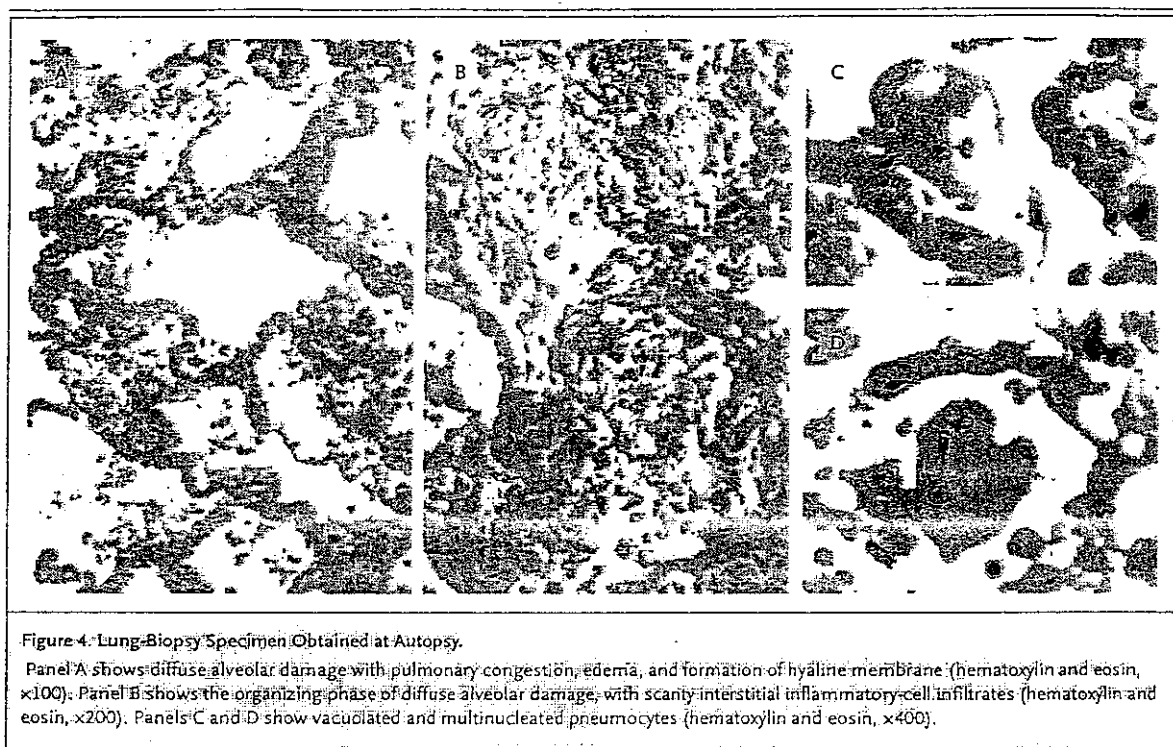 A
B
C
D
Figure 4. Lung-Biopsy Specimen Obtained at Autopsy.
Panel A shows diffuse alveolar damage with pulmonary congestion, edema, and formation of hyaline membrane (hematoxylin and eosin,
×100). Panel B shows the organizing phase of diffuse alveolar damage, with scanty interstitial inflammatory-cell infiltrates (hematoxylin and
eosin, ×200). Panels C and D show vacuolated and multinucleated pneumocytes (hematoxylin and eosin, ×400).